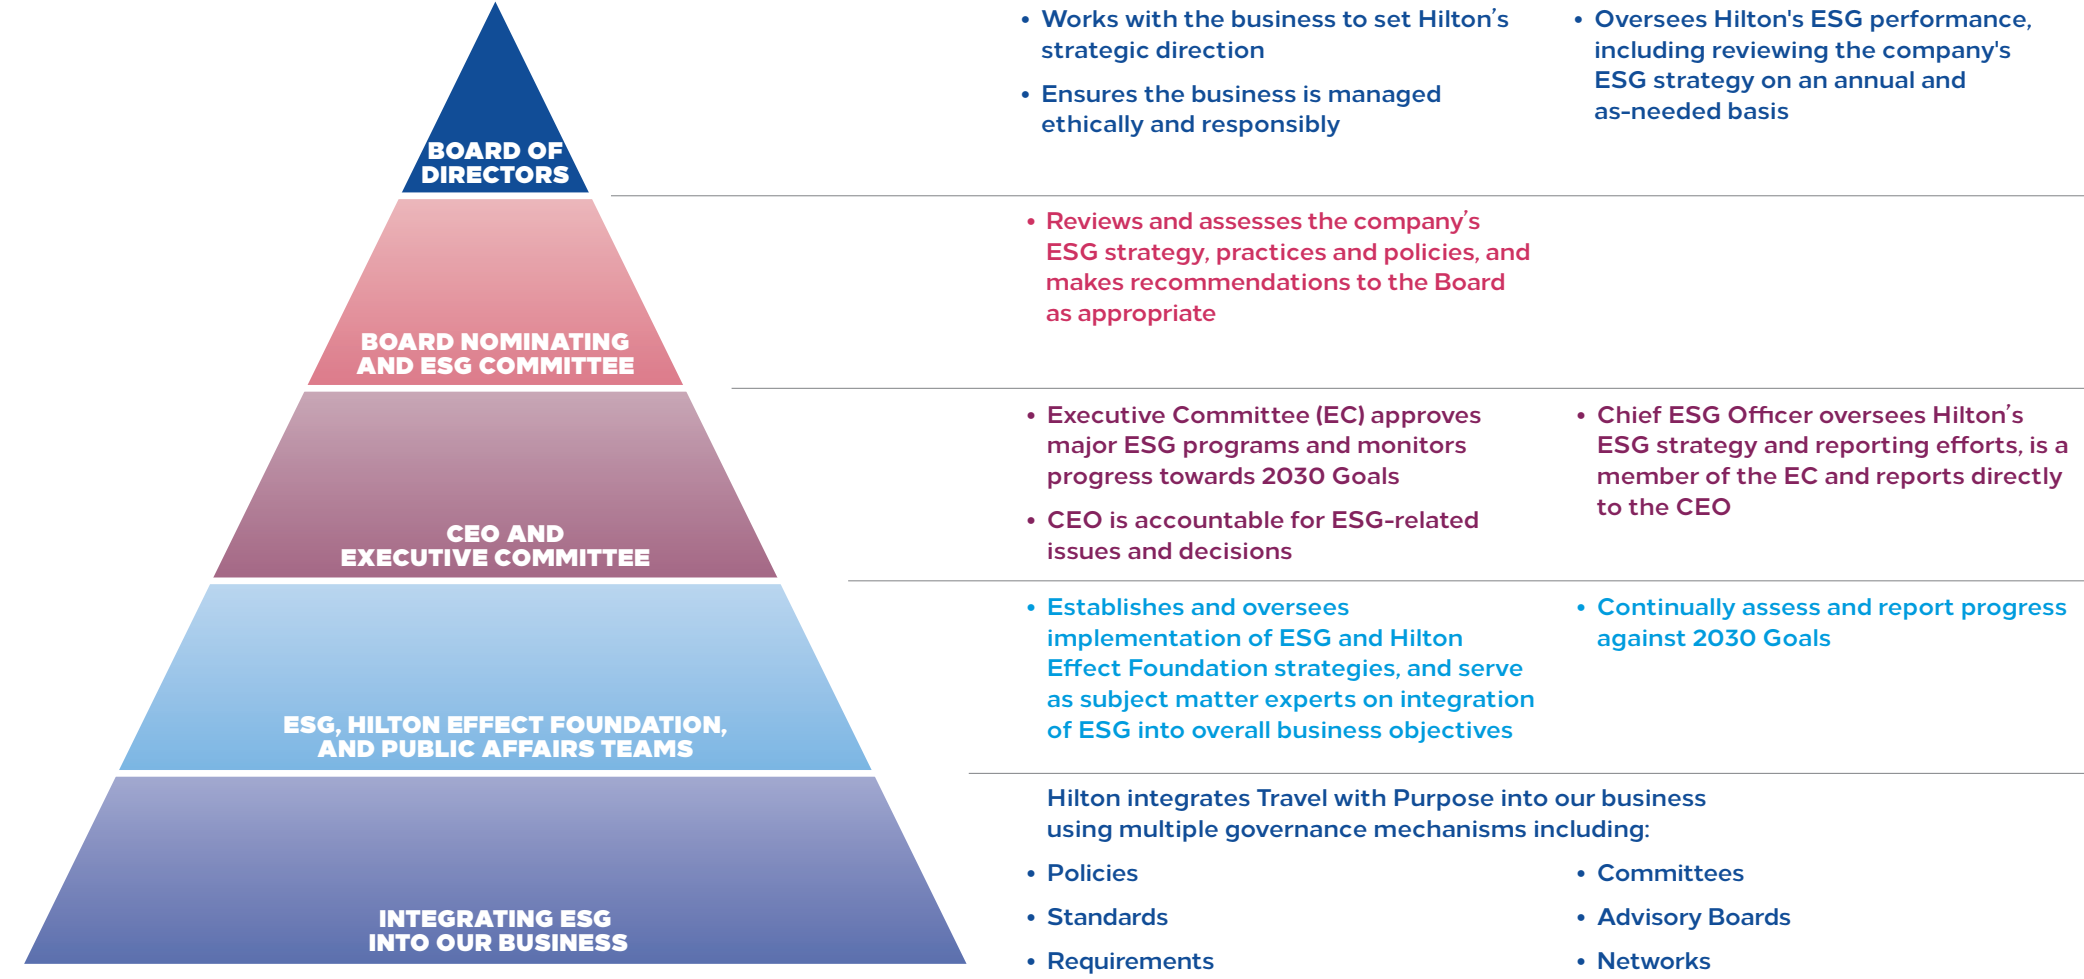 BOARD OF
DIRECTORS
• Works with the business to set Hilton’s
strategic direction
• Ensures the business is managed
ethically and responsibly
• Oversees Hilton's ESG performance,
including reviewing the company's
ESG strategy on an annual and
as-needed basis
BOARD NOMINATING
AND ESG COMMITTEE
• Reviews and assesses the company’s
ESG strategy, practices and policies, and
makes recommendations to the Board
as appropriate
CEO AND
EXECUTIVE COMMITTEE
• Executive Committee (EC) approves
major ESG programs and monitors
progress towards 2030 Goals
• CEO is accountable for ESG-related
issues and decisions
• Chief ESG Officer oversees Hilton’s
ESG strategy and reporting efforts, is a
member of the EC and reports directly
to the CEO
ESG, HILTON EFFECT FOUNDATION,
AND PUBLIC AFFAIRS TEAMS
• Establishes and oversees
implementation of ESG and Hilton
Effect Foundation strategies, and serve
as subject matter experts on integration
of ESG into overall business objectives
• Continually assess and report progress
against 2030 Goals
INTEGRATING ESG
INTO OUR BUSINESS
Hilton integrates Travel with Purpose into our business
using multiple governance mechanisms including:
• Policies
• Standards
• Requirements
• Committees
• Advisory Boards
• Networks